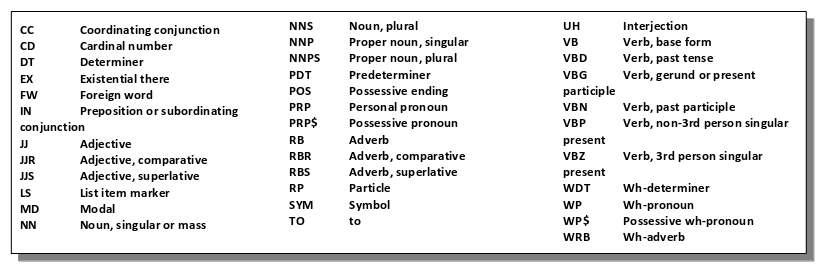 CC Coordinating conjunction
CD Cardinal number
DT Determiner
EX Existential there
FW Foreign word
IN Preposition or subordinating
conjunction
JJ Adjective
JJR Adjective, comparative
JJS Adjective, superlative
LS List item marker
MD Modal
NN Noun, singular or mass
NNS Noun, plural
NNP Proper noun, singular
NNPS Proper noun, plural
PDT Predeterminer
POS Possessive ending
PRP Personal pronoun
PRP$ Possessive pronoun
RB Adverb
RBR Adverb, comparative
RBS Adverb, superlative
RP Particle
SYM Symbol
TO to
UH Interjection
VB Verb, base form
VBD Verb, past tense
VBG Verb, gerund or present
participle
VBN Verb, past participle
VBP Verb, non-3rd person singular
present
VBZ Verb, 3rd person singular
present
WDT Wh-determiner
WP Wh-pronoun
WP$ Possessive wh-pronoun
WRB Wh-adverb